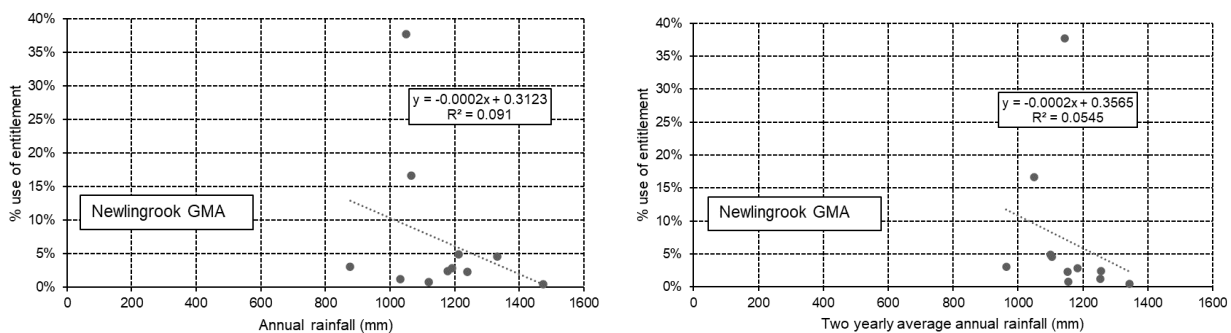 40%
35%
30%
25%
20%
15%
10%
5%
0%
% use of entitlement
y = -0.0002x + 0.3123
R² = 0.091
Newlingrook GMA
0 200 400 600 800 1000 1200 1400 1600
Annual rainfall (mm)
40%
35%
30%
25%
20%
15%
10%
5%
0%
% use of entitlement
y = -0.0002x + 0.3565
R² = 0.0545
Newlingrook GMA
0 200 400 600 800 1000 1200 1400 1600
Two yearly average annual rainfall (mm)